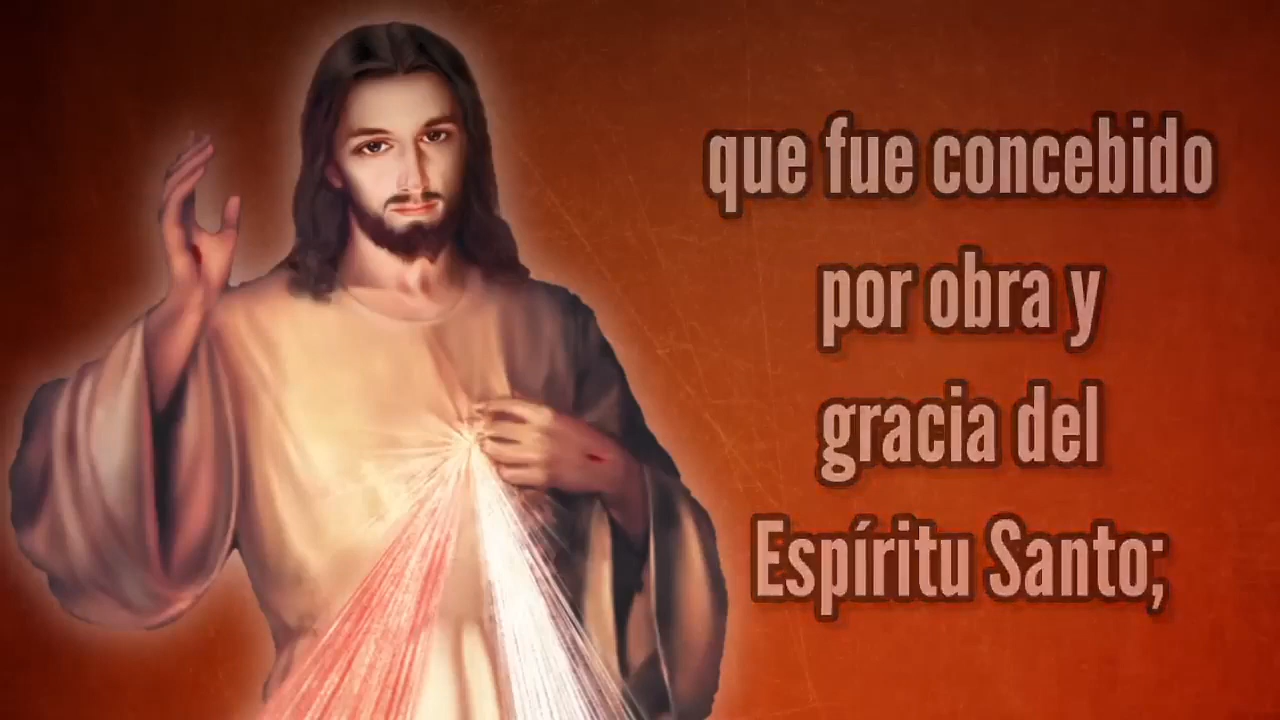 que fue concebido
por obra y
gracia del
Espíritu Santo;